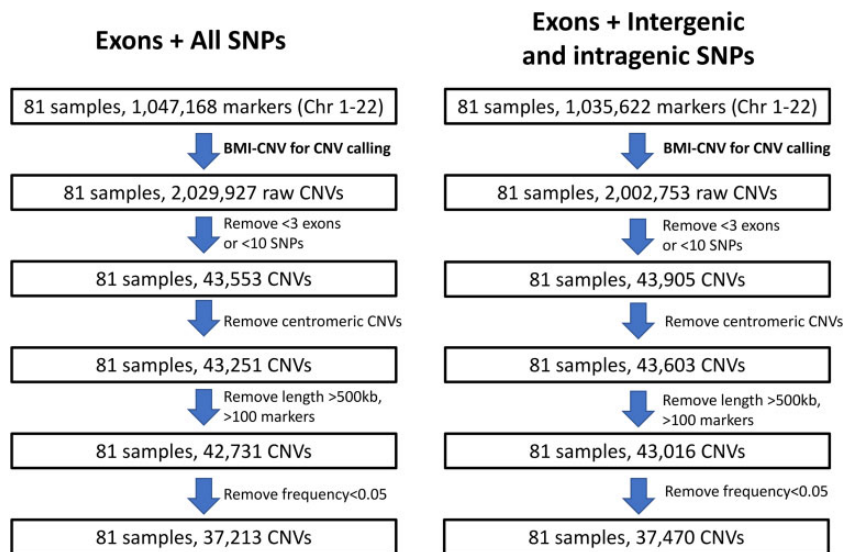 Exons + All SNPs
81 samples, 1,047,168 markers (Chr 1-22)
BMI-CNV for CNV calling
81 samples, 2,029,927 raw CNVs
Remove <3 exons
or <10 SNPs
81 samples, 43,553 CNVs
Remove centromeric CNVs
81 samples, 43,251 CNVs
Remove length >500kb,
>100 markers
81 samples, 42,731 CNVs
Remove frequency<0.05
81 samples, 37,213 CNVs
Exons + Intergenic
and intragenic SNPs
81 samples, 1,035,622 markers (Chr 1-22)
BMI-CNV for CNV calling
81 samples, 2,002,753 raw CNVs
Remove <3 exons
or <10 SNPs
81 samples, 43,905 CNVs
Remove centromeric CNVs
81 samples, 43,603 CNVs
Remove length >500kb,
>100 markers
81 samples, 43,016 CNVs
Remove frequency<0.05
81 samples, 37,470 CNVs